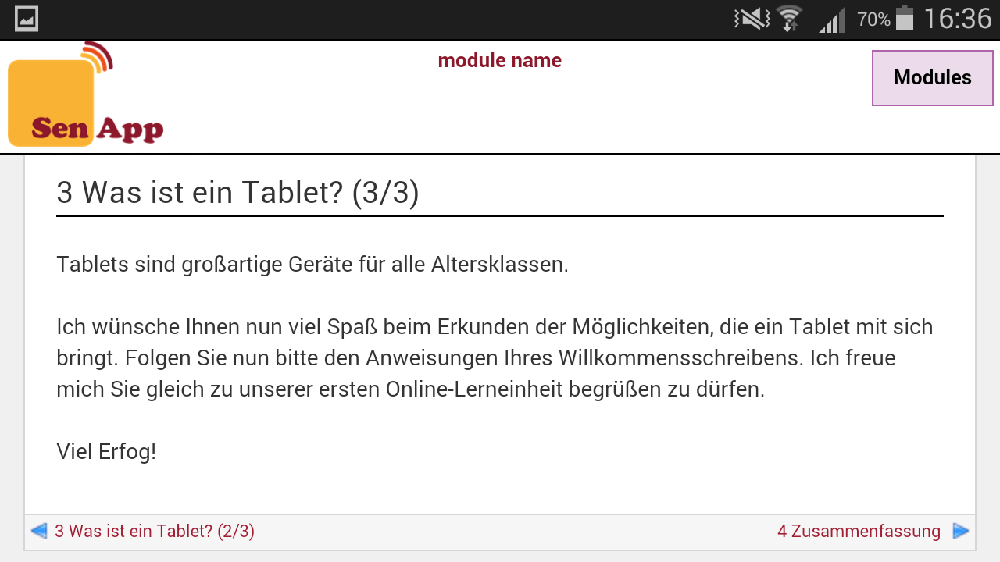 70% 16:36
module name
Modules
Sen App
3 Was ist ein Tablet? (3/3)
Tablets sind großartige Geräte für alle Altersklassen.
Ich wünsche Ihnen nun viel Spaß beim Erkunden der Möglichkeiten, die ein Tablet mit sich
bringt. Folgen Sie nun bitte den Anweisungen Ihres Willkommensschreibens. Ich freue
mich Sie gleich zu unserer ersten Online-Lerneinheit begrüßen zu dürfen.
Viel Erfog!
3 Was ist ein Tablet? (2/3)
4 Zusammenfassung